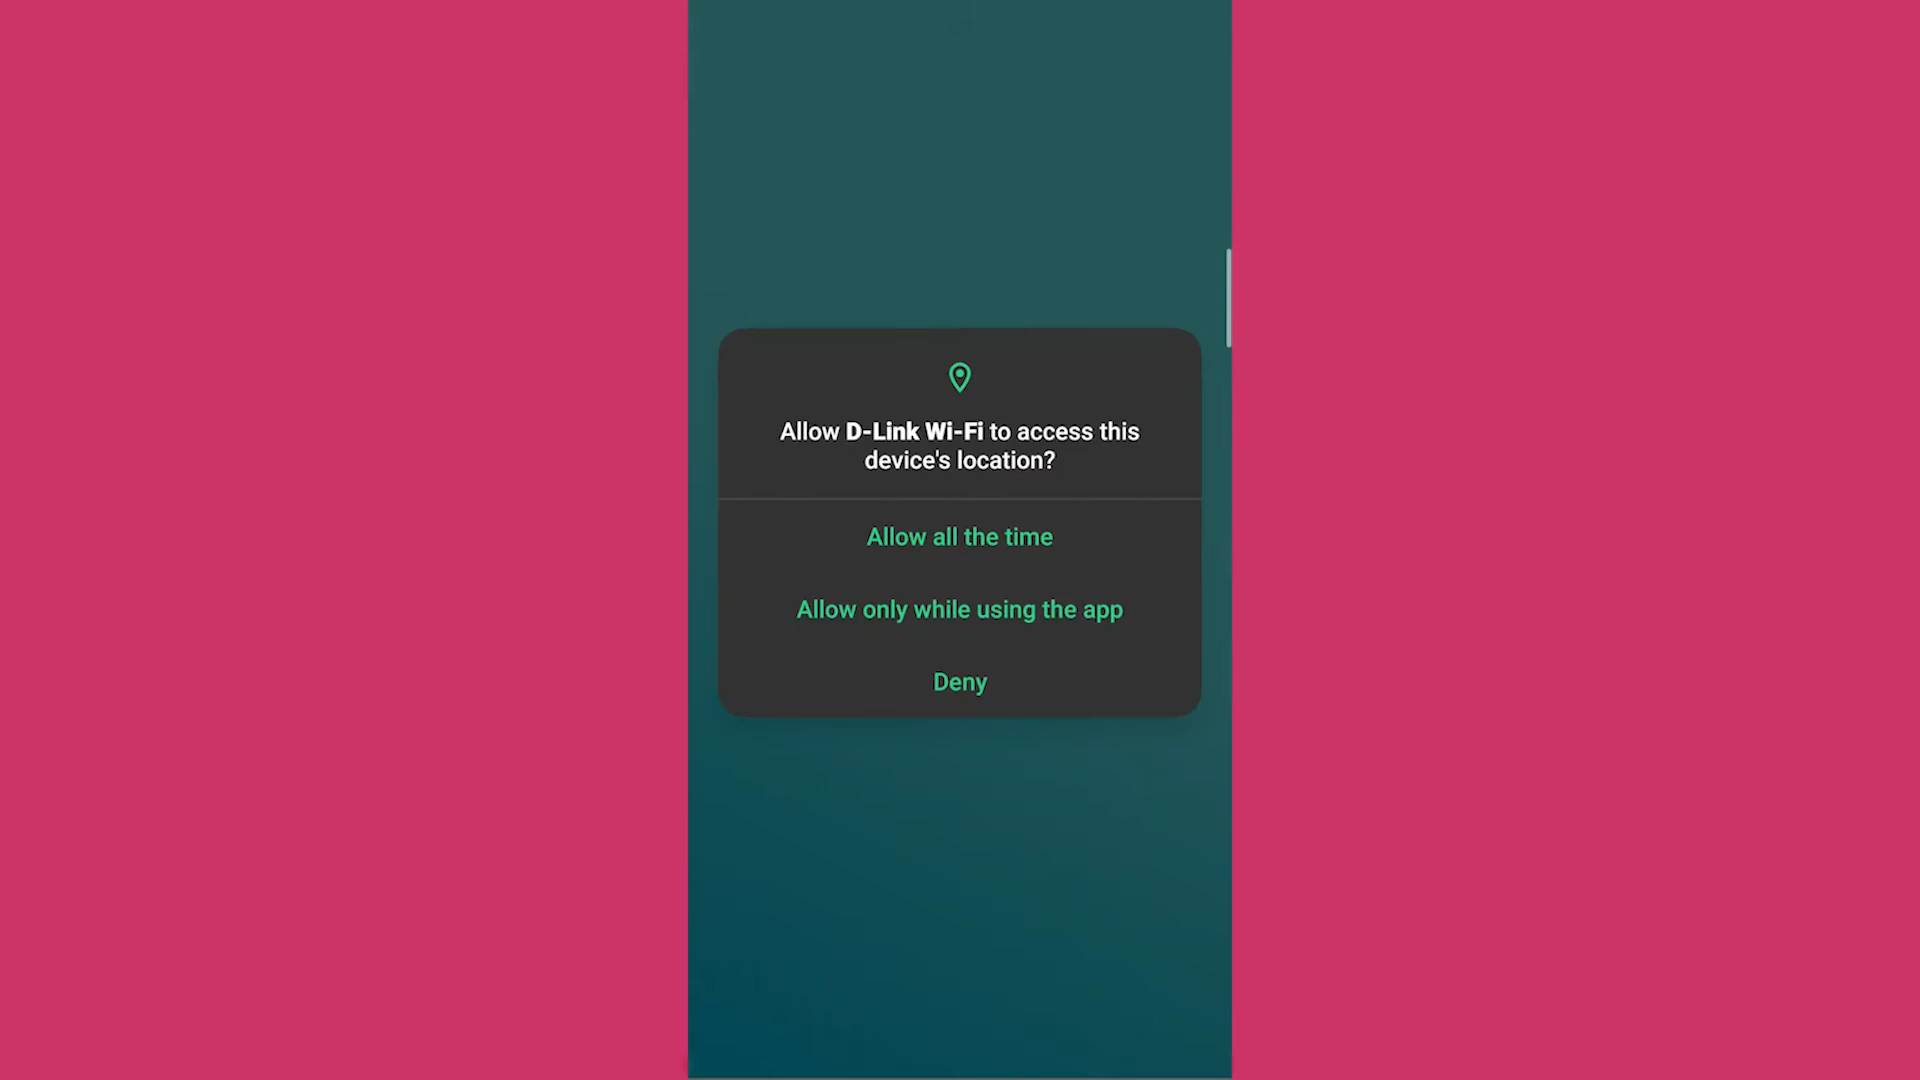 Allow D-Link Wi-Fi to access this
device's location?
Allow all the time
Allow only while using the app
Deny